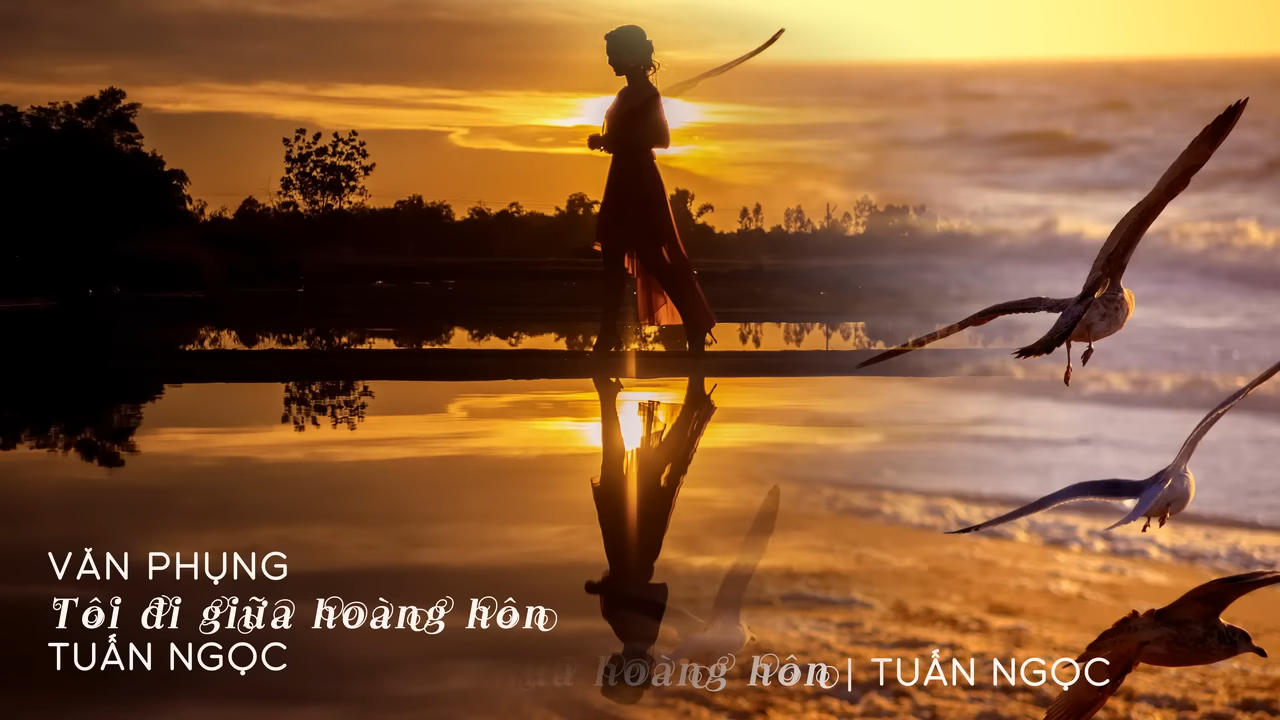 VĂN PHỤNG
Tôi đi giữa hoàng hôn
TUẤN NGỌC
hoàng hôn | TUẤN NGỌC